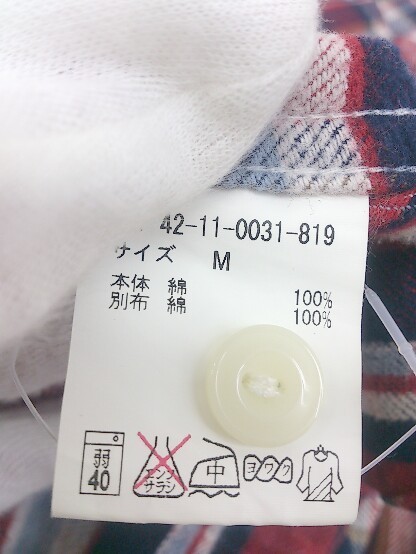 42-11-0031-819
サイズ M
本体 綿 100%
別布 綿 100%
弱 40
エンソ サラシ
中
ヨワク